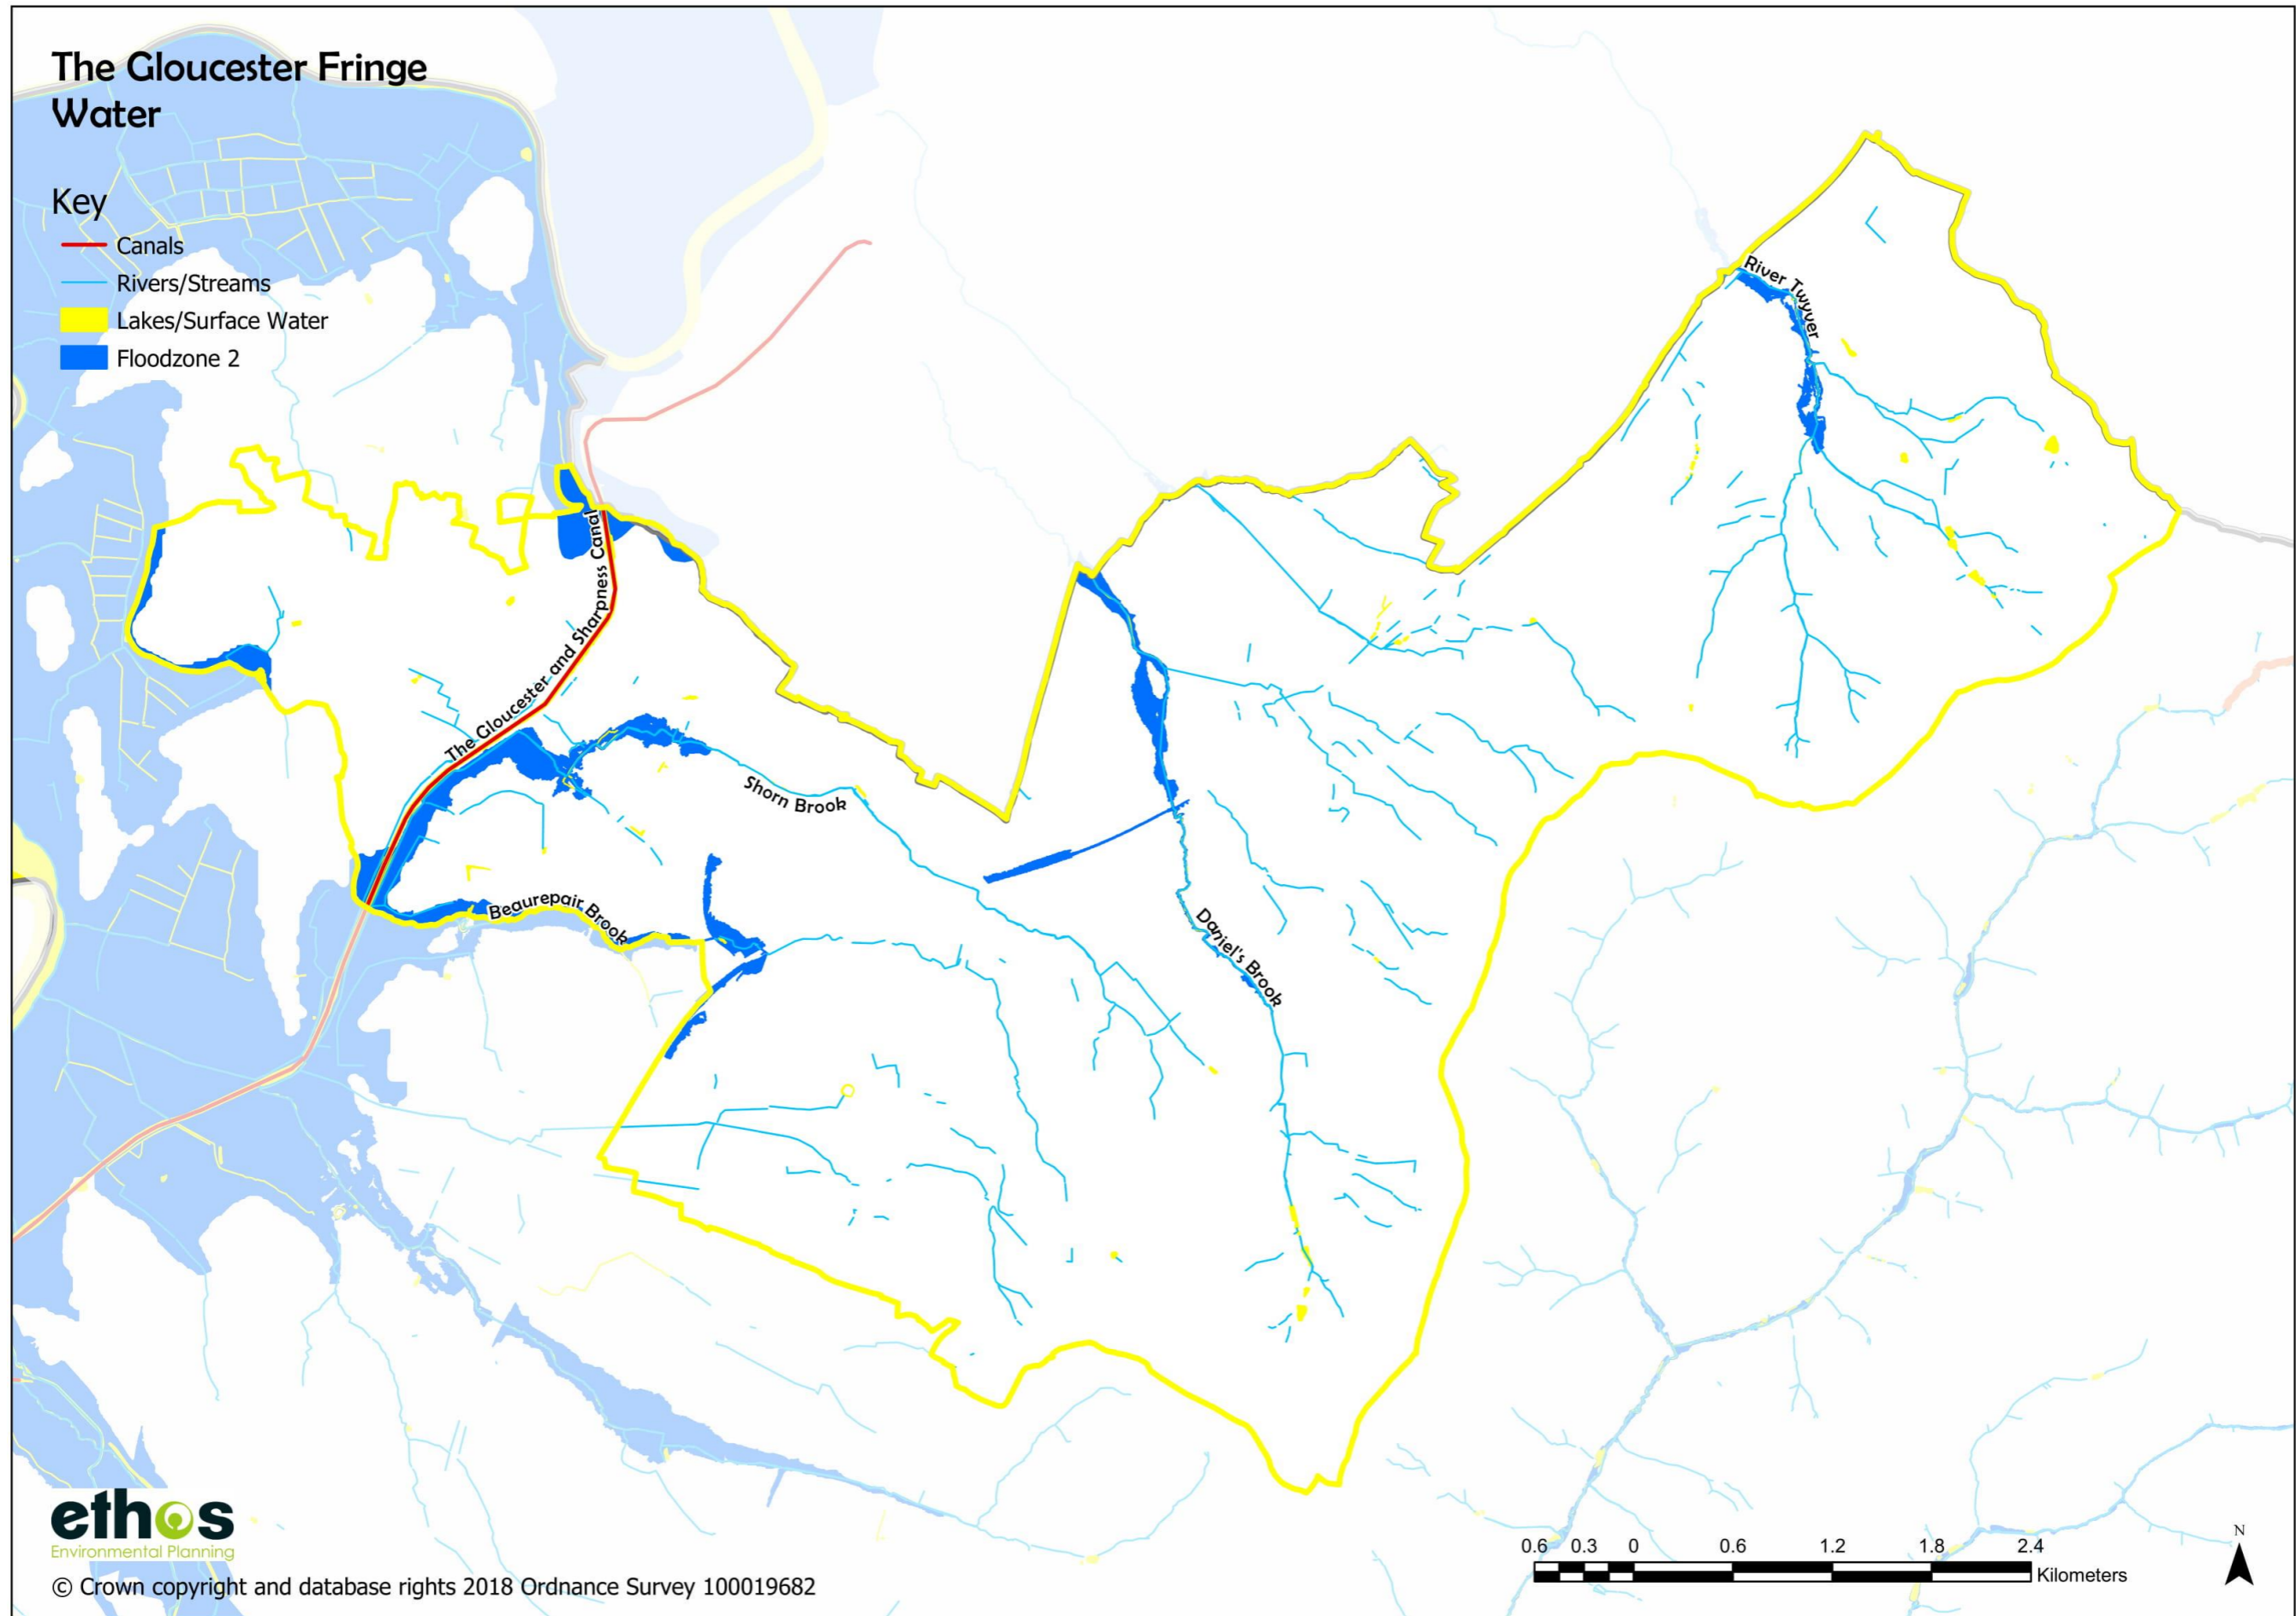 The Gloucester Fringe
Water
Key
Canals
Rivers/Streams
Lakes/Surface Water
Floodzone 2
River Twyver
The Gloucester and Sharpness Canal
Shorn Brook
Beaurepair Brook
Daniel's Brook
ethos
Environmental Planning
© Crown copyright and database rights 2018 Ordnance Survey 100019682
0.6 0.3 0 0.6 1.2 1.8 2.4
Kilometers
N